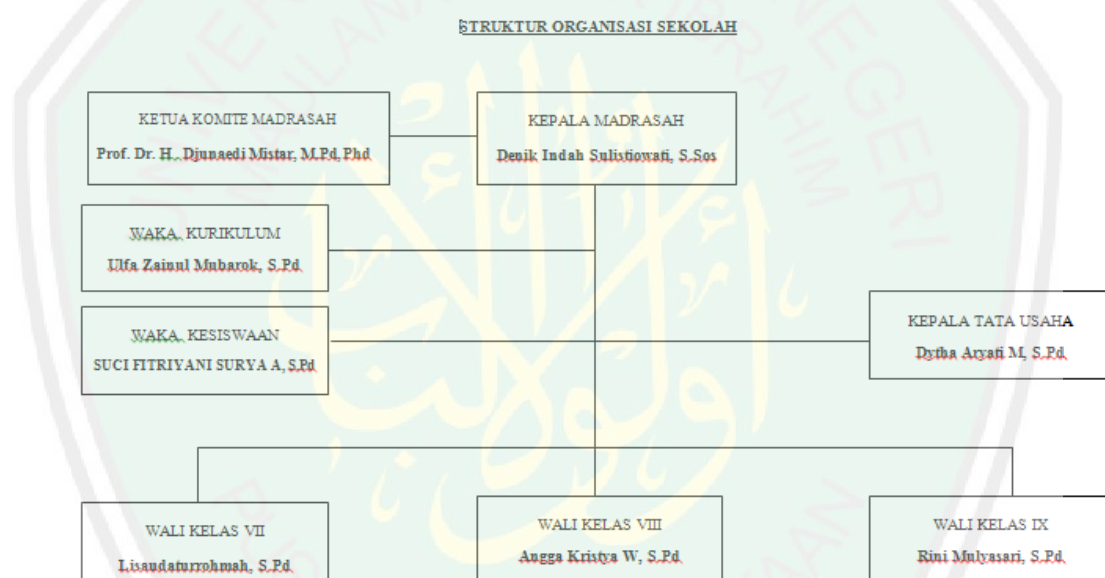 STRUKTUR ORGANISASI SEKOLAH
KETUA KOMITE MADRASAH
Prof. Dr. H. Djunaedi Mistar, M.Pd, Phd
KEPALA MADRASAH
Denik Indah Sulistiowati, S.Sos
WAKA. KURIKULUM
Ulfa Zainul Mubarok, S.Pd.
WAKA. KESISWAAN
SUCI FITRIYANI SURYA A, S.Pd.
KEPALA TATA USAHA
Dytha Aryati M, S.Pd.
WALI KELAS VII
Lisaudaturrohmah, S.Pd.
WALI KELAS VIII
Angga Kristya W, S.Pd.
WALI KELAS IX
Rini Mulyasari, S.Pd.